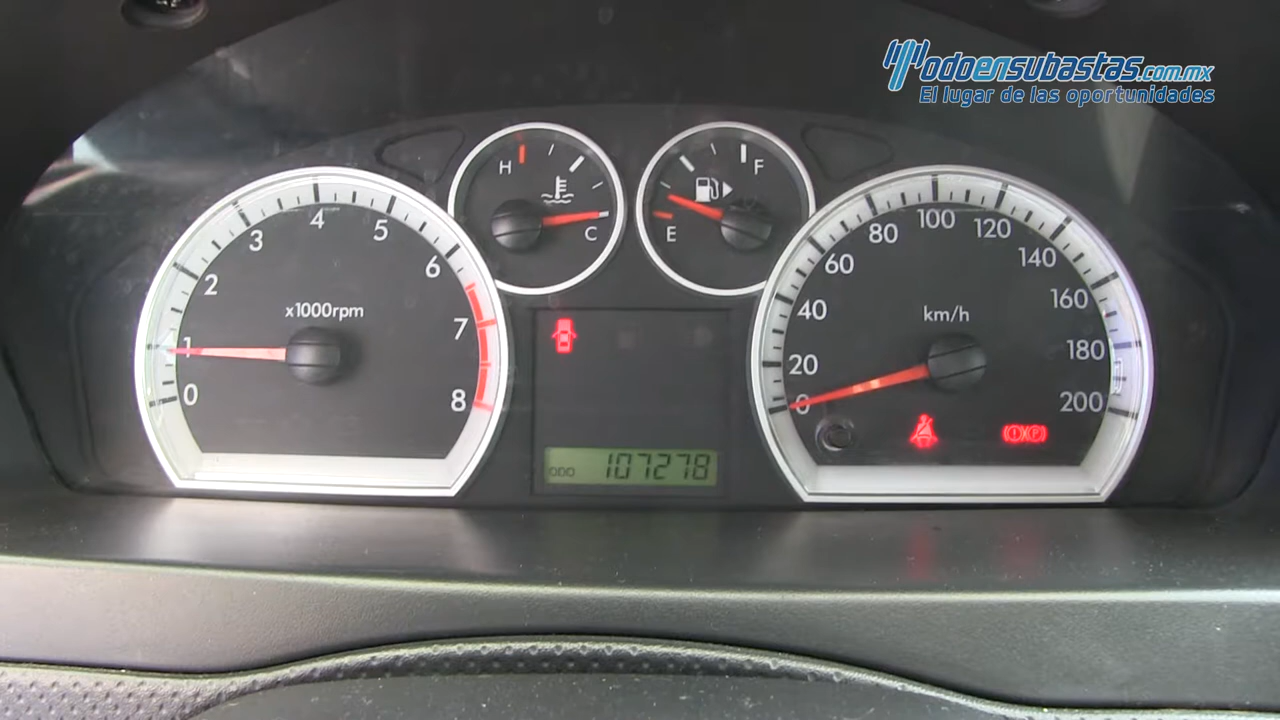 Modoensubastas.com.mx
El lugar de las oportunidades
H
C
F
E
0
1
2
3
4
5
6
7
8
x1000rpm
0
20
40
60
80
100
120
140
160
180
200
km/h
ODO 107278
(!) (P)